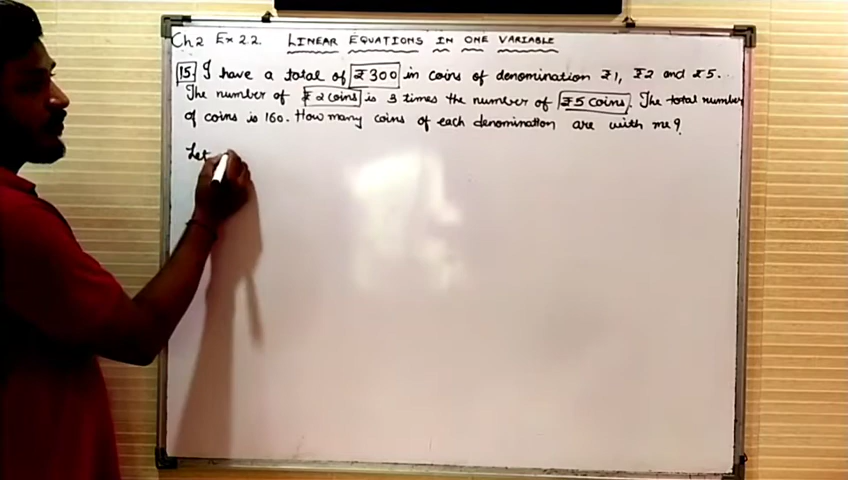 Ch 2 Ex 2.2. LINEAR EQUATIONS IN ONE VARIABLE
15. I have a total of ₹300 in coins of denomination ₹1, ₹2 and ₹5.
The number of ₹2 coins is 3 times the number of ₹5 coins. The total number
of coins is 160. How many coins of each denomination are with me?
Let